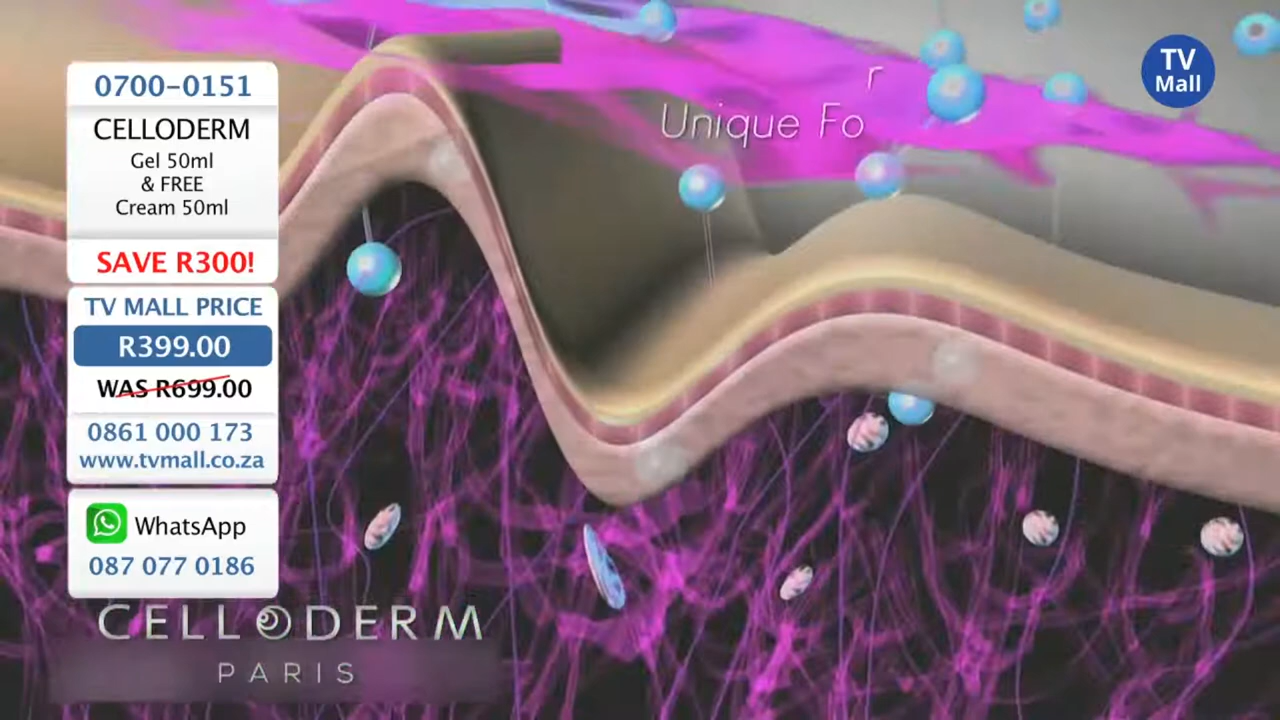 0700-0151
CELLODERM
Gel 50ml
& FREE
Cream 50ml
SAVE R300!
TV MALL PRICE
R399.00
WAS R699.00
0861 000 173
www.tvmall.co.za
WhatsApp
087 077 0186
CELLODERM
PARIS
Unique For
TV
Mall